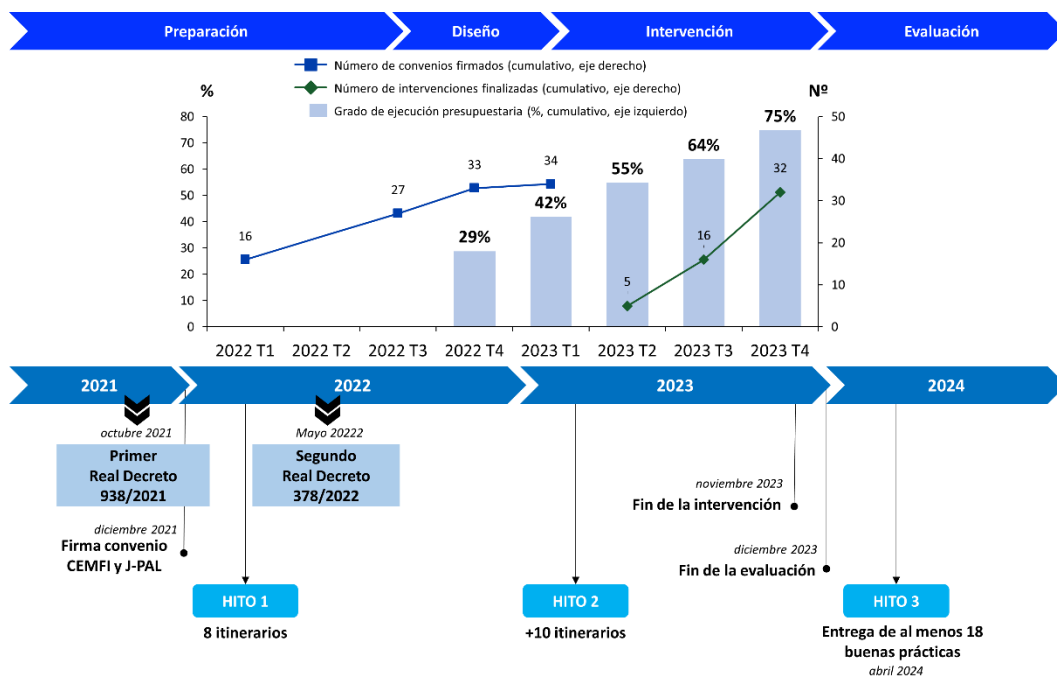 Preparación
Diseño
Intervención
Evaluación
Número de convenios firmados (cumulativo, eje derecho)
Número de intervenciones finalizadas (cumulativo, eje derecho)
Grado de ejecución presupuestaria (%, cumulativo, eje izquierdo)
%
Nº
80
70
60
50
40
30
20
10
0
50
40
30
20
10
0
16
27
33
34
29%
42%
55%
64%
75%
5
16
32
2022 T1
2022 T2
2022 T3
2022 T4
2023 T1
2023 T2
2023 T3
2023 T4
2021
2022
2023
2024
octubre 2021
Primer
Real Decreto
938/2021
Mayo 20222
Segundo
Real Decreto
378/2022
diciembre 2021
Firma convenio
CEMFI y J-PAL
noviembre 2023
Fin de la intervención
diciembre 2023
Fin de la evaluación
HITO 1
8 itinerarios
HITO 2
+10 itinerarios
HITO 3
Entrega de al menos 18
buenas prácticas
abril 2024